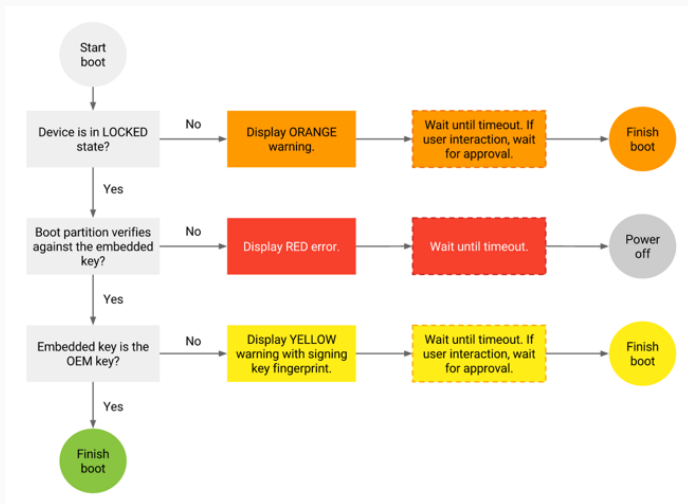 Start
boot
Device is in LOCKED
state?
No
Display ORANGE
warning.
Wait until timeout. If
user interaction, wait
for approval.
Finish
boot
Yes
Boot partition verifies
against the embedded
key?
No
Display RED error.
Wait until timeout.
Power
off
Yes
Embedded key is the
OEM key?
No
Display YELLOW
warning with signing
key fingerprint.
Wait until timeout. If
user interaction, wait
for approval.
Finish
boot
Yes
Finish
boot